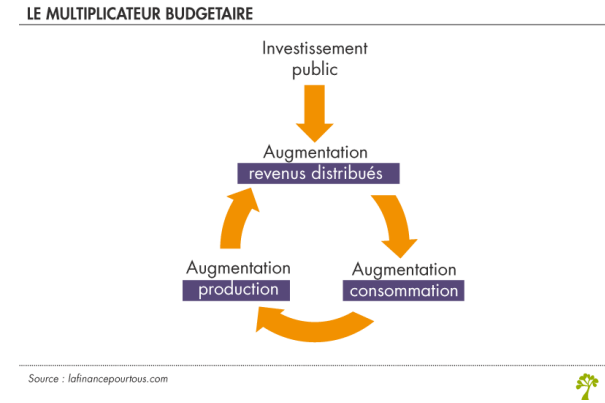 LE MULTIPLICATEUR BUDGETAIRE
Investissement
public
Augmentation
revenus distribués
Augmentation
production
Augmentation
consommation
Source : lafinancepourtous.com